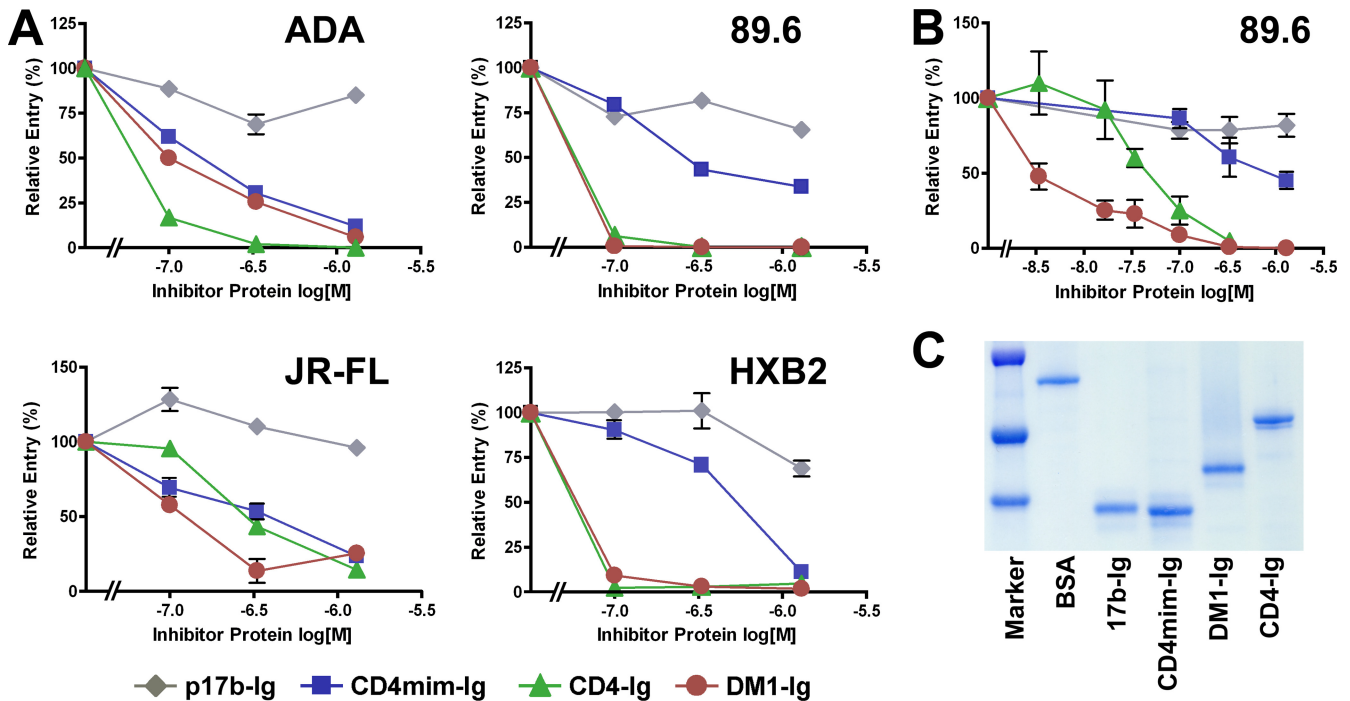 A
ADA
Relative Entry (%)
125
100
75
50
25
0
-7.0 -6.5 -6.0 -5.5
Inhibitor Protein log[M]
89.6
Relative Entry (%)
125
100
75
50
25
0
-7.0 -6.5 -6.0 -5.5
Inhibitor Protein log[M]
B
89.6
Relative Entry (%)
150
100
50
0
-8.5 -8.0 -7.5 -7.0 -6.5 -6.0 -5.5
Inhibitor Protein log[M]
JR-FL
Relative Entry (%)
150
100
50
0
-7.0 -6.5 -6.0 -5.5
Inhibitor Protein log[M]
HXB2
Relative Entry (%)
125
100
75
50
25
0
-7.0 -6.5 -6.0 -5.5
Inhibitor Protein log[M]
C
Marker
BSA
17b-Ig
CD4mim-Ig
DM1-Ig
CD4-Ig
p17b-Ig CD4mim-Ig CD4-Ig DM1-Ig